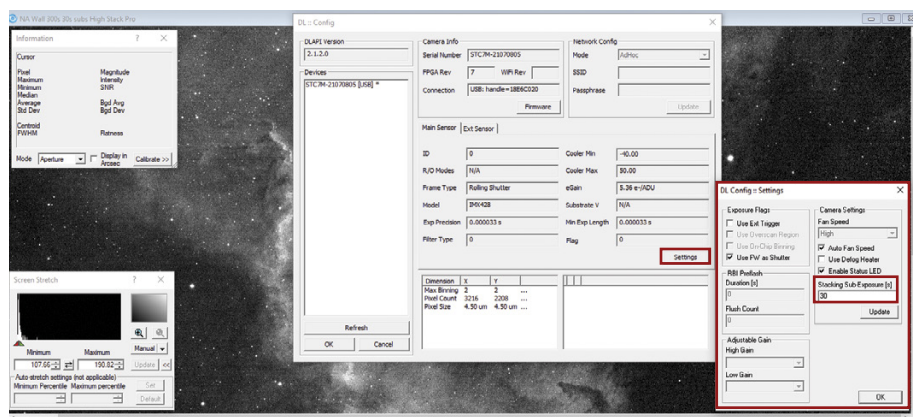 NA Wall 300s 30s subs High Stack Pro
Information
?
X
Cursor
Pixel
Magnitude
Maximum
Intensity
Minimum
SNR
Median
Average
Bgd Avg
Std Dev
Bgd Dev
Centroid
FWHM
Flatness
Mode
Aperture
Display in Arcsec
Calibrate >>
Screen Stretch
?
X
Minimum
Maximum
Manual
107.66
190.82
Update
<<
Auto stretch settings (not applicable)
Minimum Percentile
Maximum percentile
Set
Default
DL :: Config
DLAPI Version
2.1.2.0
Devices
STC7M-21070805 [USB] *
Refresh
OK
Cancel
Camera Info
Serial Number
STC7M-21070805
FPGA Rev
7
WiFi Rev
Connection
USB: handle=18E6C020
Firmware
Network Config
Mode
AdHoc
SSID
Passphrase
Update
Main Sensor
Ext Sensor
ID
0
Cooler Min
-40.00
R/O Modes
N/A
Cooler Max
50.00
Frame Type
Rolling Shutter
eGain
5.36 e-/ADU
Model
IMX428
Substrate V
N/A
Exp Precision
0.000033 s
Min Exp Length
0.000033 s
Filter Type
0
Flag
0
Settings
Dimension X Y
Max Binning 2 2 ...
Pixel Count 3216 2208 ...
Pixel Size 4.50 um 4.50 um ...
DL Config :: Settings
X
Exposure Flags
Use Ext Trigger
Use Overscan Region
Use On-Chip Binning
Use FW as Shutter
RBI Preflash
Duration [s]
0
Flush Count
0
Adjustable Gain
High Gain
Low Gain
Camera Settings
Fan Speed
High
Auto Fan Speed
Use Defog Heater
Enable Status LED
Stacking Sub Exposure [s]
30
Update
OK